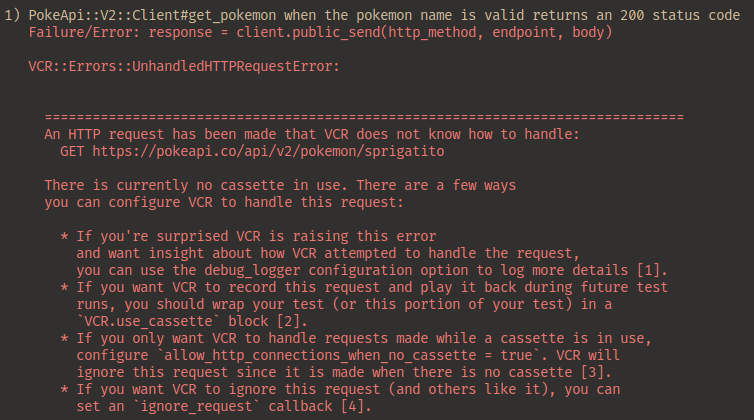 1) PokeApi::V2::Client#get_pokemon when the pokemon name is valid returns an 200 status code
Failure/Error: response = client.public_send(http_method, endpoint, body)
VCR::Errors::UnhandledHTTPRequestError:
================================================================================
An HTTP request has been made that VCR does not know how to handle:
GET https://pokeapi.co/api/v2/pokemon/sprigatito
There is currently no cassette in use. There are a few ways
you can configure VCR to handle this request:
* If you're surprised VCR is raising this error
and want insight about how VCR attempted to handle the request,
you can use the debug_logger configuration option to log more details [1].
* If you want VCR to record this request and play it back during future test
runs, you should wrap your test (or this portion of your test) in a
`VCR.use_cassette` block [2].
* If you only want VCR to handle requests made while a cassette is in use,
configure `allow_http_connections_when_no_cassette = true`. VCR will
ignore this request since it is made when there is no cassette [3].
* If you want VCR to ignore this request (and others like it), you can
set an `ignore_request` callback [4].